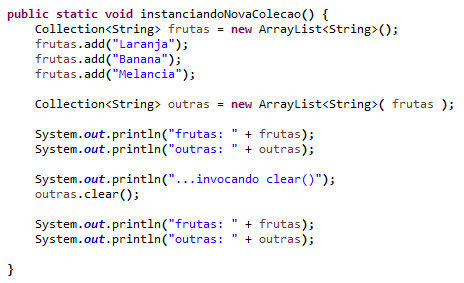 public static void instanciandoNovaColecao() {
    Collection<String> frutas = new ArrayList<String>();
    frutas.add("Laranja");
    frutas.add("Banana");
    frutas.add("Melancia");

    Collection<String> outras = new ArrayList<String>( frutas );

    System.out.println("frutas: " + frutas);
    System.out.println("outras: " + outras);

    System.out.println("...invocando clear()");
    outras.clear();

    System.out.println("frutas: " + frutas);
    System.out.println("outras: " + outras);

}